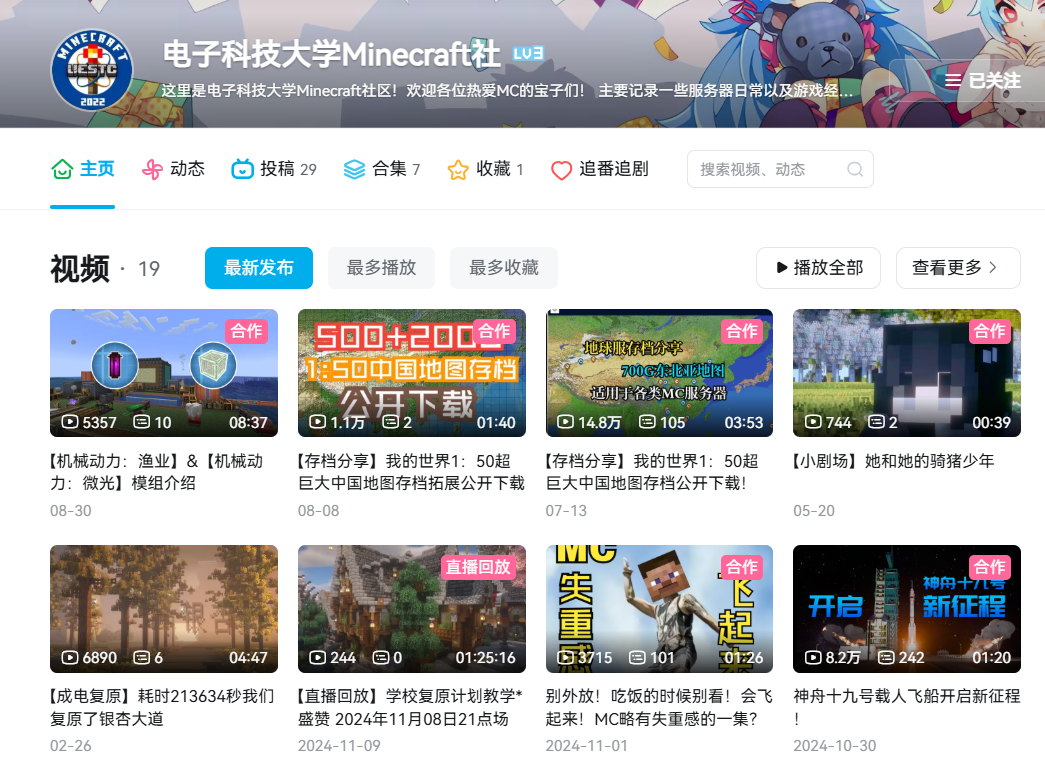 MINECRAFT
UESTC
2022
电子科技大学Minecraft社 LV3
这里是电子科技大学Minecraft社区！欢迎各位热爱MC的宝子们！ 主要记录一些服务器日常以及游戏经...
已关注
主页 动态 投稿 29 合集 7 收藏 1 追番追剧 搜索视频、动态
视频 · 19 最新发布 最多播放 最多收藏 播放全部 查看更多
合作
5357 10 08:37
合作
500+200
1:50中国地图存档
公开下载
1.1万 2 01:40
合作
地球服存档分享
700G东北亚地图
适用于各类MC服务器
14.8万 105 03:53
合作
744 2 00:39
【机械动力：渔业】&【机械动
力：微光】模组介绍
08-30
【存档分享】我的世界1：50超
巨大中国地图存档拓展公开下载
08-08
【存档分享】我的世界1：50超
巨大中国地图存档公开下载！
07-13
【小剧场】她和她的骑猪少年
05-20
6890 6 04:47
直播回放
244 0 01:25:16
合作
MC
失重感
飞起来
3715 101 01:26
合作
神舟十九号
开启 新征程
8.2万 242 01:20
【成电复原】耗时213634秒我们
复原了银杏大道
02-26
【直播回放】学校复原计划教学*
盛赞 2024年11月08日21点场
2024-11-09
别外放！吃饭的时候别看！会飞
起来！MC略有失重感的一集？
2024-11-01
神舟十九号载人飞船开启新征程
！
2024-10-30